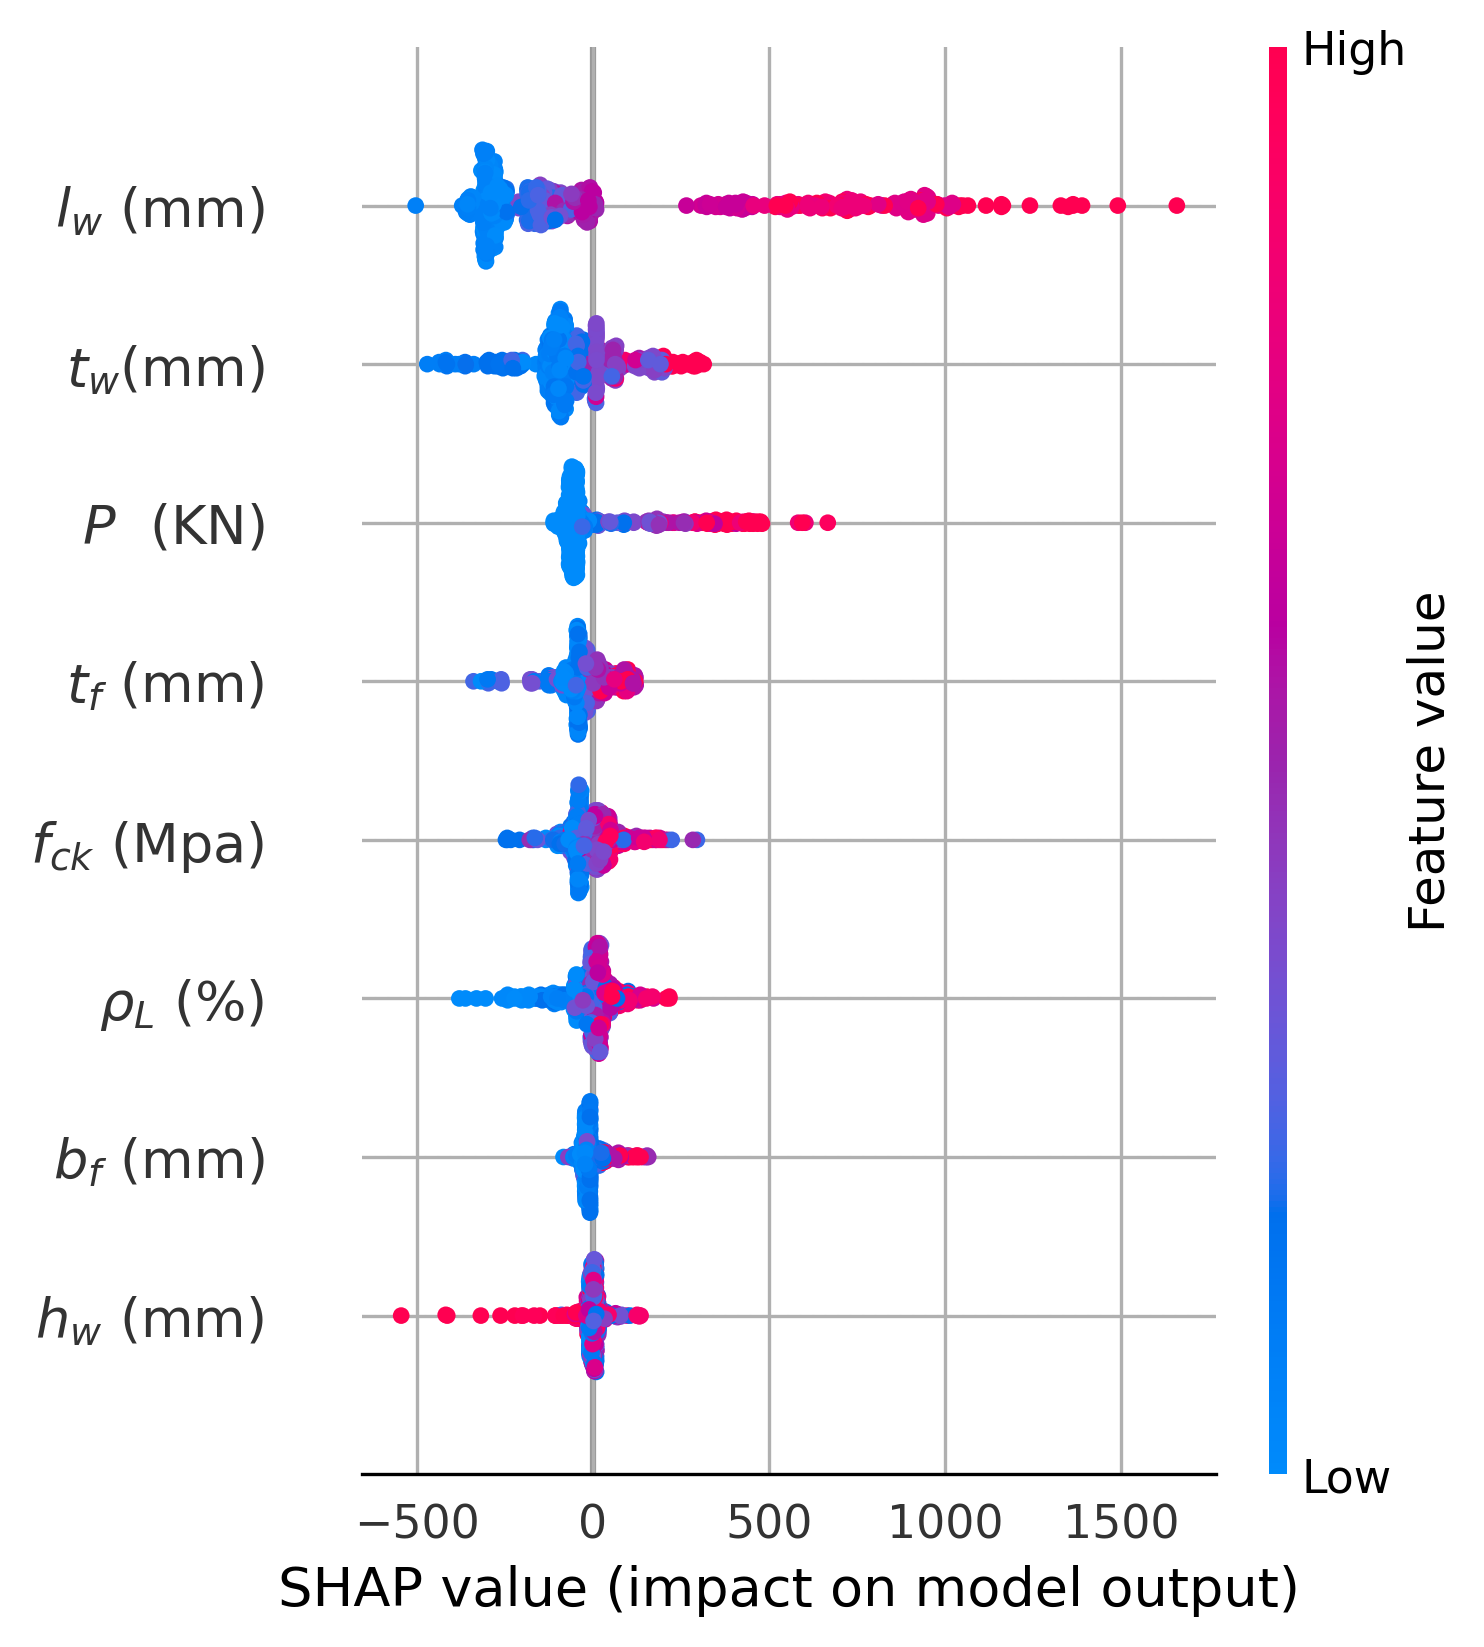 High
l_w (mm)
t_w(mm)
P (KN)
t_f (mm)
f_ck (Mpa)
ρ_L (%)
b_f (mm)
h_w (mm)
Feature value
Low
−500 0 500 1000 1500
SHAP value (impact on model output)